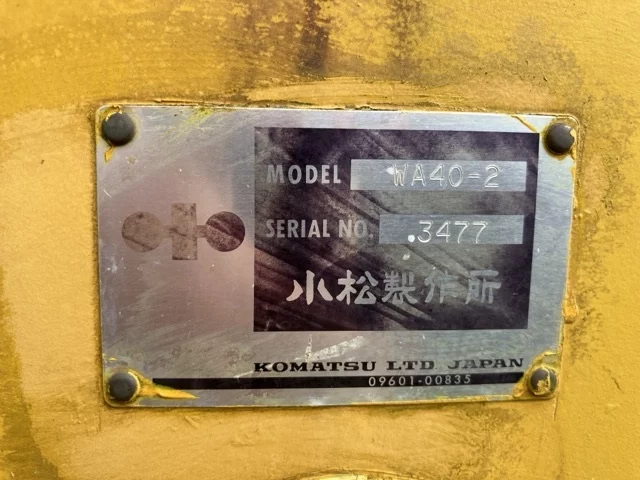 MODEL WA40-2
SERIAL NO. .3477
小松製作所
KOMATSU LTD. JAPAN
09601-00835